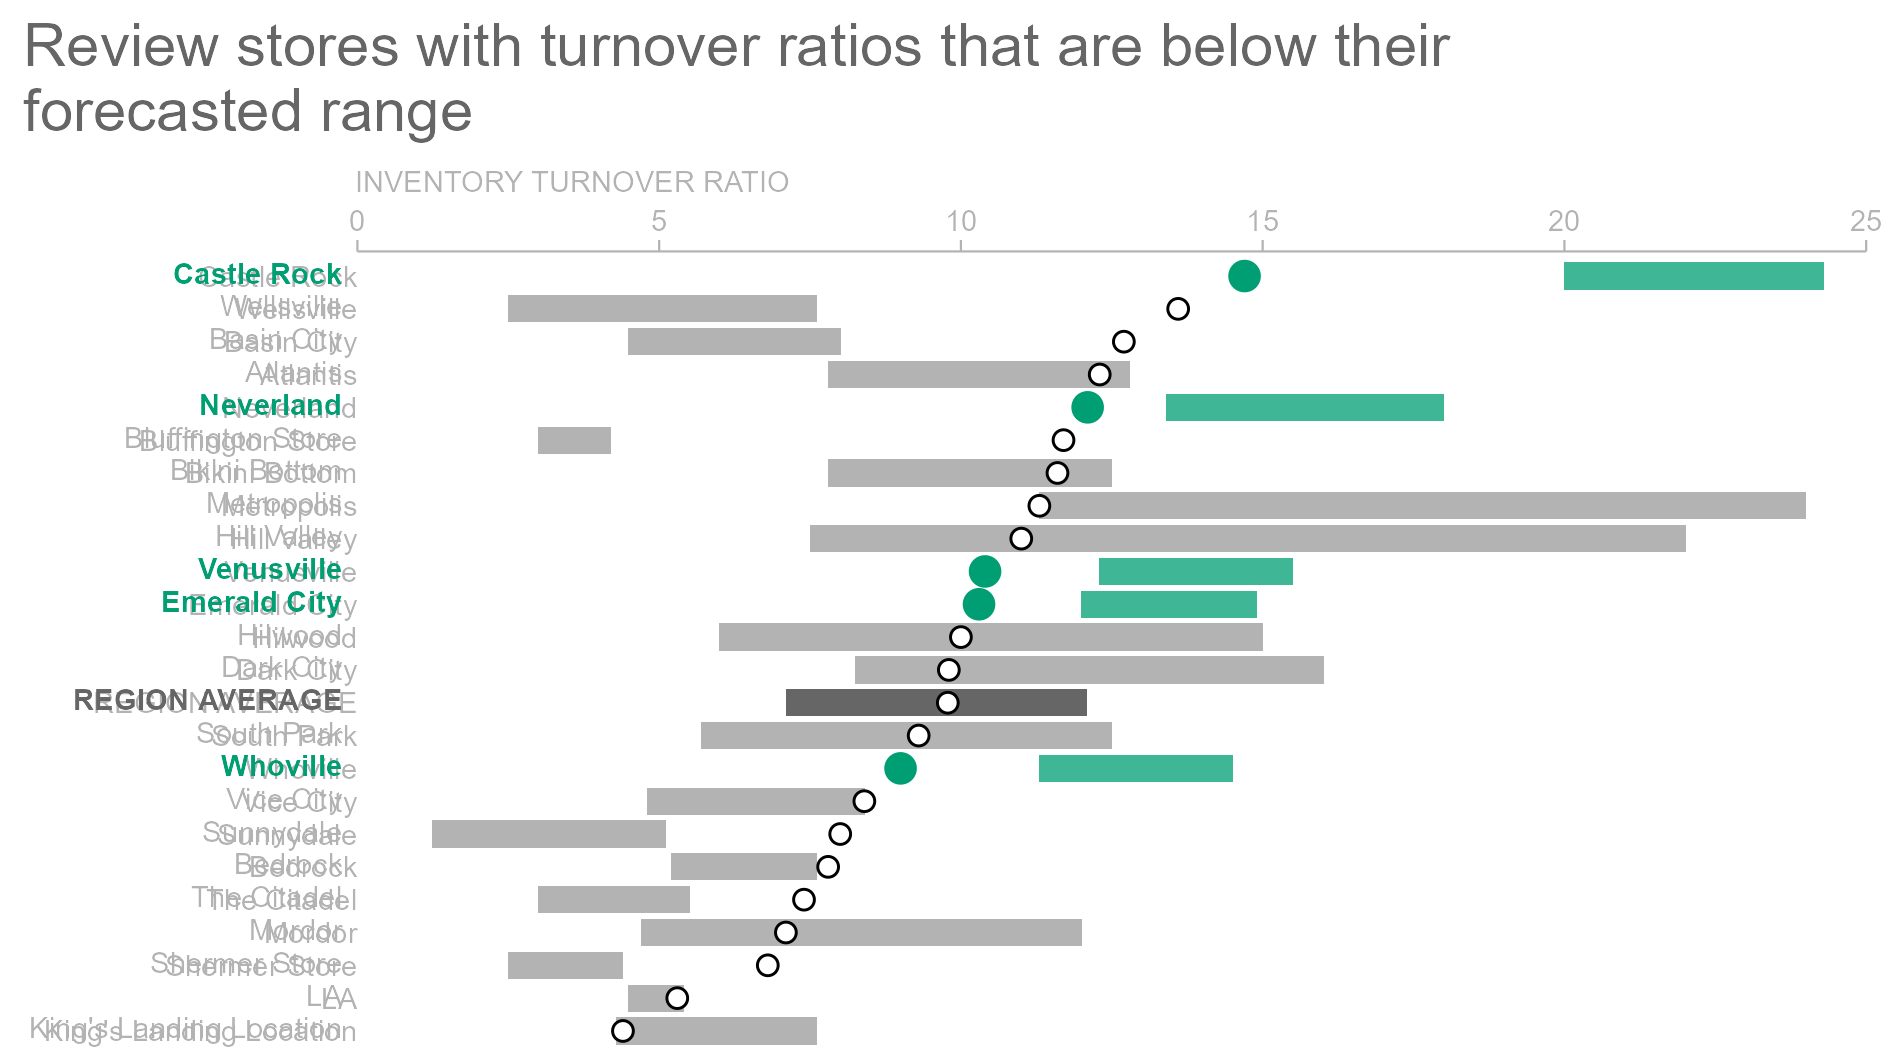 Review stores with turnover ratios that are below their
forecasted range
INVENTORY TURNOVER RATIO
0 5 10 15 20 25
Castle Rock
Wellsville
Basin City
Atlantis
Neverland
Bluffington Store
Bikini Bottom
Metropolis
Hill Valley
Venusville
Emerald City
Hilwood
Dark City
REGION AVERAGE
South Park
Whoville
Vice City
Sunnydale
Bedrock
The Citadel
Mordor
Shermer Store
LA
King's Landing Location